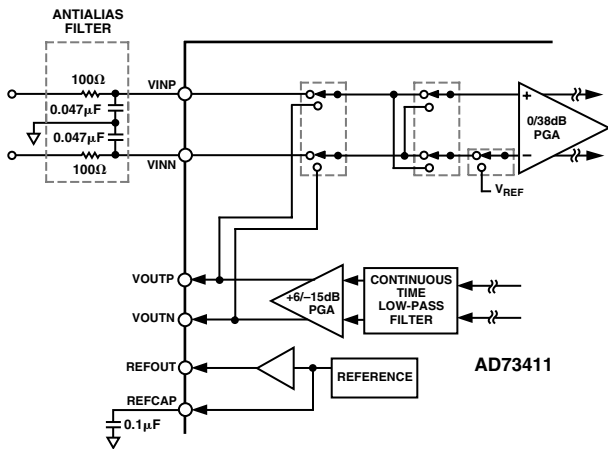 ANTIALIAS
FILTER
100Ω
VINP
0.047μF
0.047μF
VINN
100Ω
0/38dB
PGA
+
−
VREF
VOUTP
+6/–15dB
PGA
CONTINUOUS
TIME
LOW-PASS
FILTER
VOUTN
REFOUT
REFERENCE
AD73411
REFCAP
0.1μF